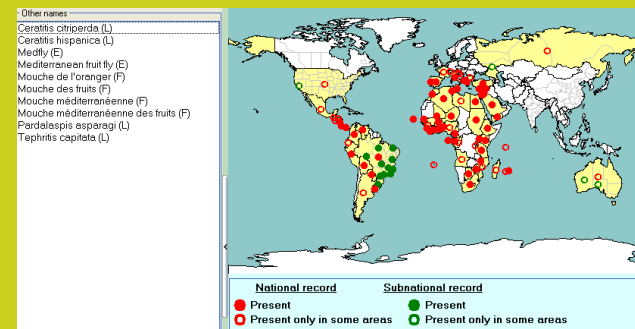 Other names
Ceratitis citriperda (L)
Ceratitis hispanica (L)
Medfly (E)
Mediterranean fruit fly (E)
Mouche de l'oranger (F)
Mouche des fruits (F)
Mouche méditerranéenne (F)
Mouche méditerranéenne des fruits (F)
Pardalaspis asparagi (L)
Tephritis capitata (L)
National record Subnational record
Present Present
Present only in some areas Present only in some areas